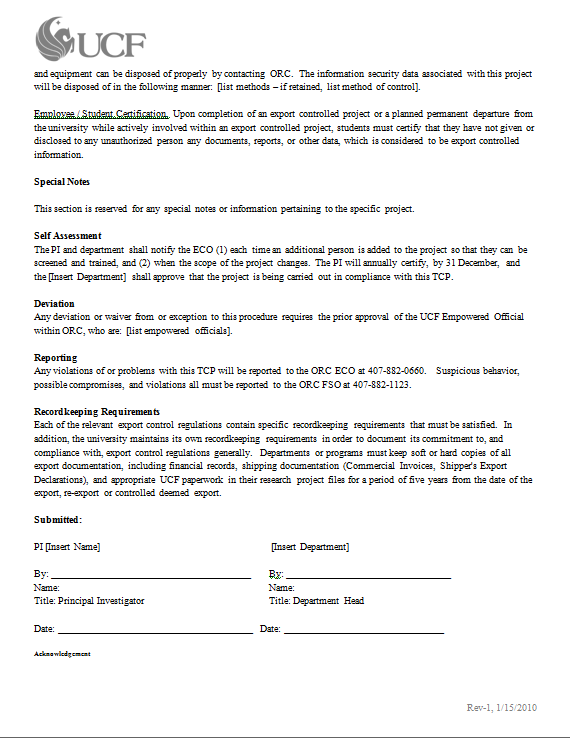 UCF
and equipment can be disposed of properly by contacting ORC. The information security data associated with this project
will be disposed of in the following manner: [list methods – if retained, list method of control].
Employee / Student Certification. Upon completion of an export controlled project or a planned permanent departure from
the university while actively involved within an export controlled project, students must certify that they have not given or
disclosed to any unauthorized person any documents, reports, or other data, which is considered to be export controlled
information.
Special Notes
This section is reserved for any special notes or information pertaining to the specific project.
Self Assessment
The PI and department shall notify the ECO (1) each time an additional person is added to the project so that they can be
screened and trained, and (2) when the scope of the project changes. The PI will annually certify, by 31 December, and
the [Insert Department] shall approve that the project is being carried out in compliance with this TCP.
Deviation
Any deviation or waiver from or exception to this procedure requires the prior approval of the UCF Empowered Official
within ORC, who are: [list empowered officials].
Reporting
Any violations of or problems with this TCP will be reported to the ORC ECO at 407-882-0660. Suspicious behavior,
possible compromises, and violations all must be reported to the ORC FSO at 407-882-1123.
Recordkeeping Requirements
Each of the relevant export control regulations contain specific recordkeeping requirements that must be satisfied. In
addition, the university maintains its own recordkeeping requirements in order to document its commitment to, and
compliance with, export control regulations generally. Departments or programs must keep soft or hard copies of all
export documentation, including financial records, shipping documentation (Commercial Invoices, Shipper's Export
Declarations), and appropriate UCF paperwork in their research project files for a period of five years from the date of the
export, re-export or controlled deemed export.
Submitted:
PI [Insert Name] [Insert Department]
By: ________________ By: ________________
Name: Name:
Title: Principal Investigator Title: Department Head
Date: ________________ Date: ________________
Acknowledgement
Rev-1, 1/15/2010